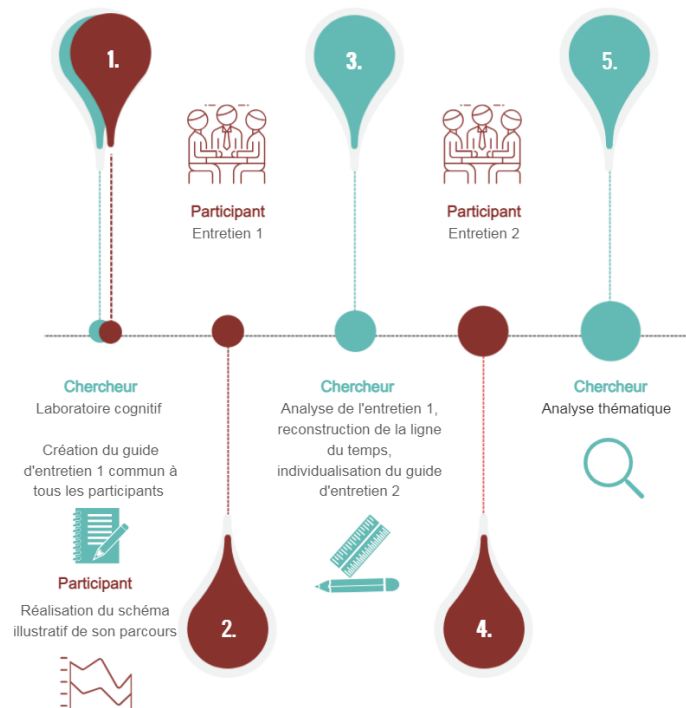 1.
3.
5.
Participant
Entretien 1
Participant
Entretien 2
Chercheur
Laboratoire cognitif
Création du guide
d'entretien 1 commun à
tous les participants
Participant
Réalisation du schéma
illustratif de son parcours
Chercheur
Analyse de l'entretien 1,
reconstruction de la ligne
du temps,
individualisation du guide
d'entretien 2
Chercheur
Analyse thématique
2.
4.